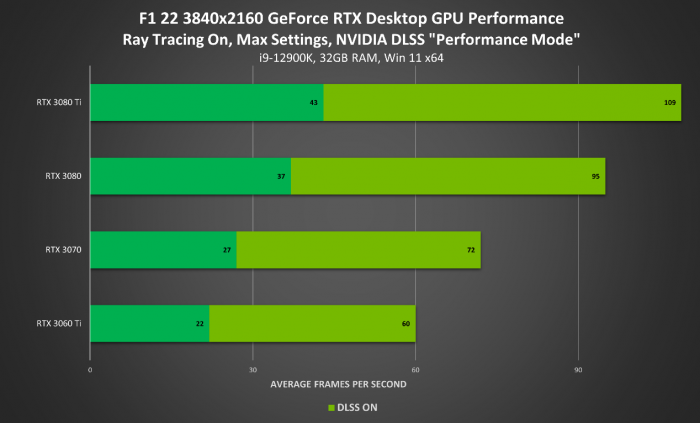 F1 22 3840x2160 GeForce RTX Desktop GPU Performance
Ray Tracing On, Max Settings, NVIDIA DLSS "Performance Mode"
i9-12900K, 32GB RAM, Win 11 x64
RTX 3080 Ti 43 109
RTX 3080 37 95
RTX 3070 27 72
RTX 3060 Ti 22 60
0 30 60 90
AVERAGE FRAMES PER SECOND
DLSS ON